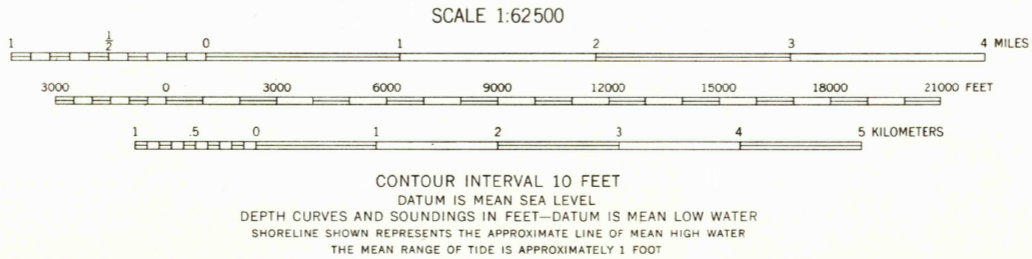 SCALE 1:62500
1 ½ 0 1 2 3 4 MILES
3000 0 3000 6000 9000 12000 15000 18000 21000 FEET
1 .5 0 1 2 3 4 5 KILOMETERS
CONTOUR INTERVAL 10 FEET
DATUM IS MEAN SEA LEVEL
DEPTH CURVES AND SOUNDINGS IN FEET—DATUM IS MEAN LOW WATER
SHORELINE SHOWN REPRESENTS THE APPROXIMATE LINE OF MEAN HIGH WATER
THE MEAN RANGE OF TIDE IS APPROXIMATELY 1 FOOT